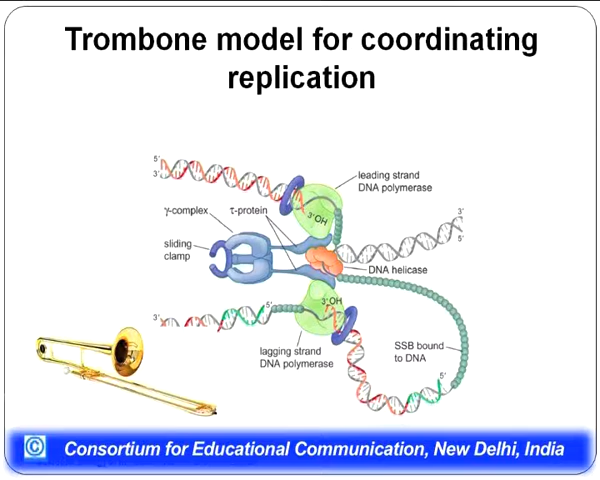 Trombone model for coordinating
replication
5'
3'
leading strand
DNA polymerase
γ-complex
τ-protein
3'OH
3'
5'
sliding
clamp
DNA helicase
3'
5'
3'OH
lagging strand
DNA polymerase
SSB bound
to DNA
5'
© Consortium for Educational Communication, New Delhi, India